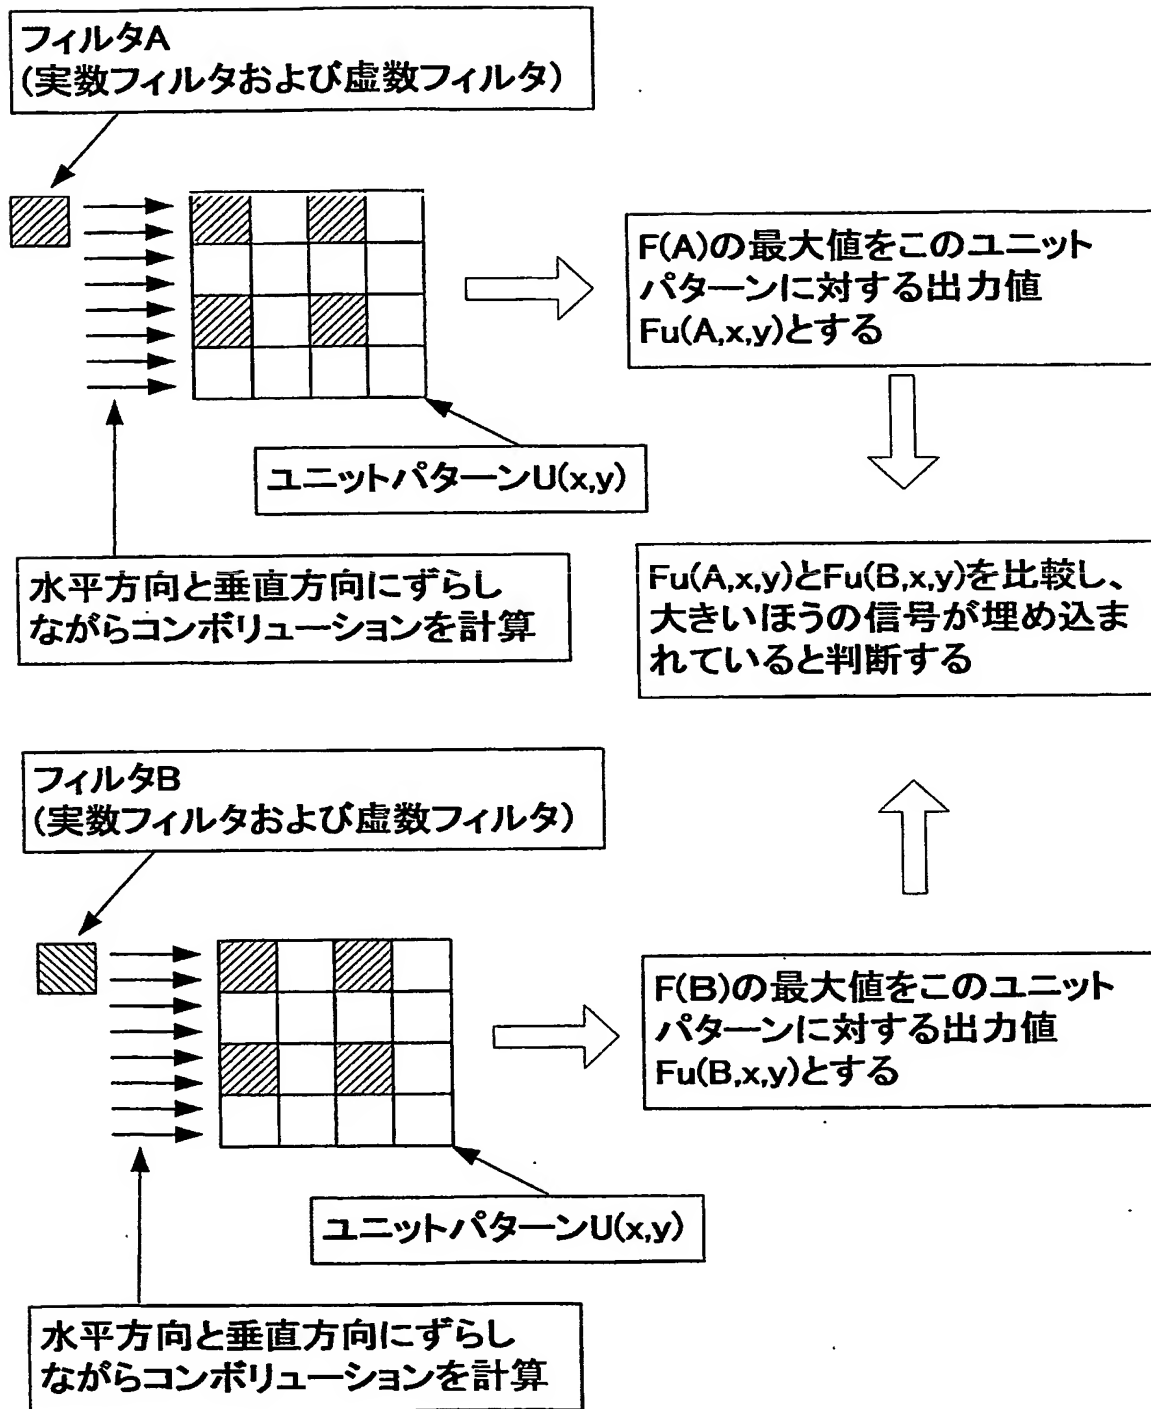 フィルタA
(実数フィルタおよび虚数フィルタ)
F(A)の最大値をこのユニット
パターンに対する出力値
Fu(A,x,y)とする
ユニットパターンU(x,y)
水平方向と垂直方向にずらし
ながらコンボリューションを計算
Fu(A,x,y)とFu(B,x,y)を比較し、
大きいほうの信号が埋め込ま
れていると判断する
フィルタB
(実数フィルタおよび虚数フィルタ)
F(B)の最大値をこのユニット
パターンに対する出力値
Fu(B,x,y)とする
ユニットパターンU(x,y)
水平方向と垂直方向にずらし
ながらコンボリューションを計算